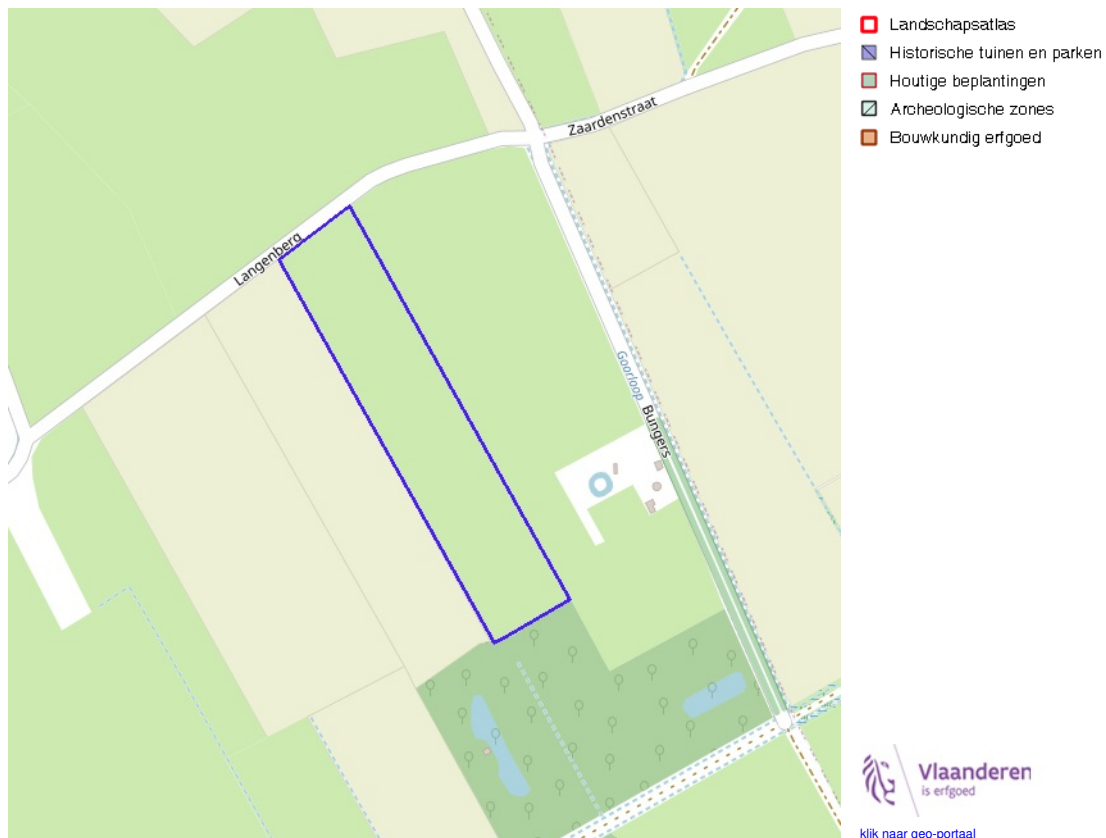 Zaardenstraat
Langenberg
Goorloop
Bungers
Landschapsatlas
Historische tuinen en parken
Houtige beplantingen
Archeologische zones
Bouwkundig erfgoed
Vlaanderen
is erfgoed
klik naar geo-portaal